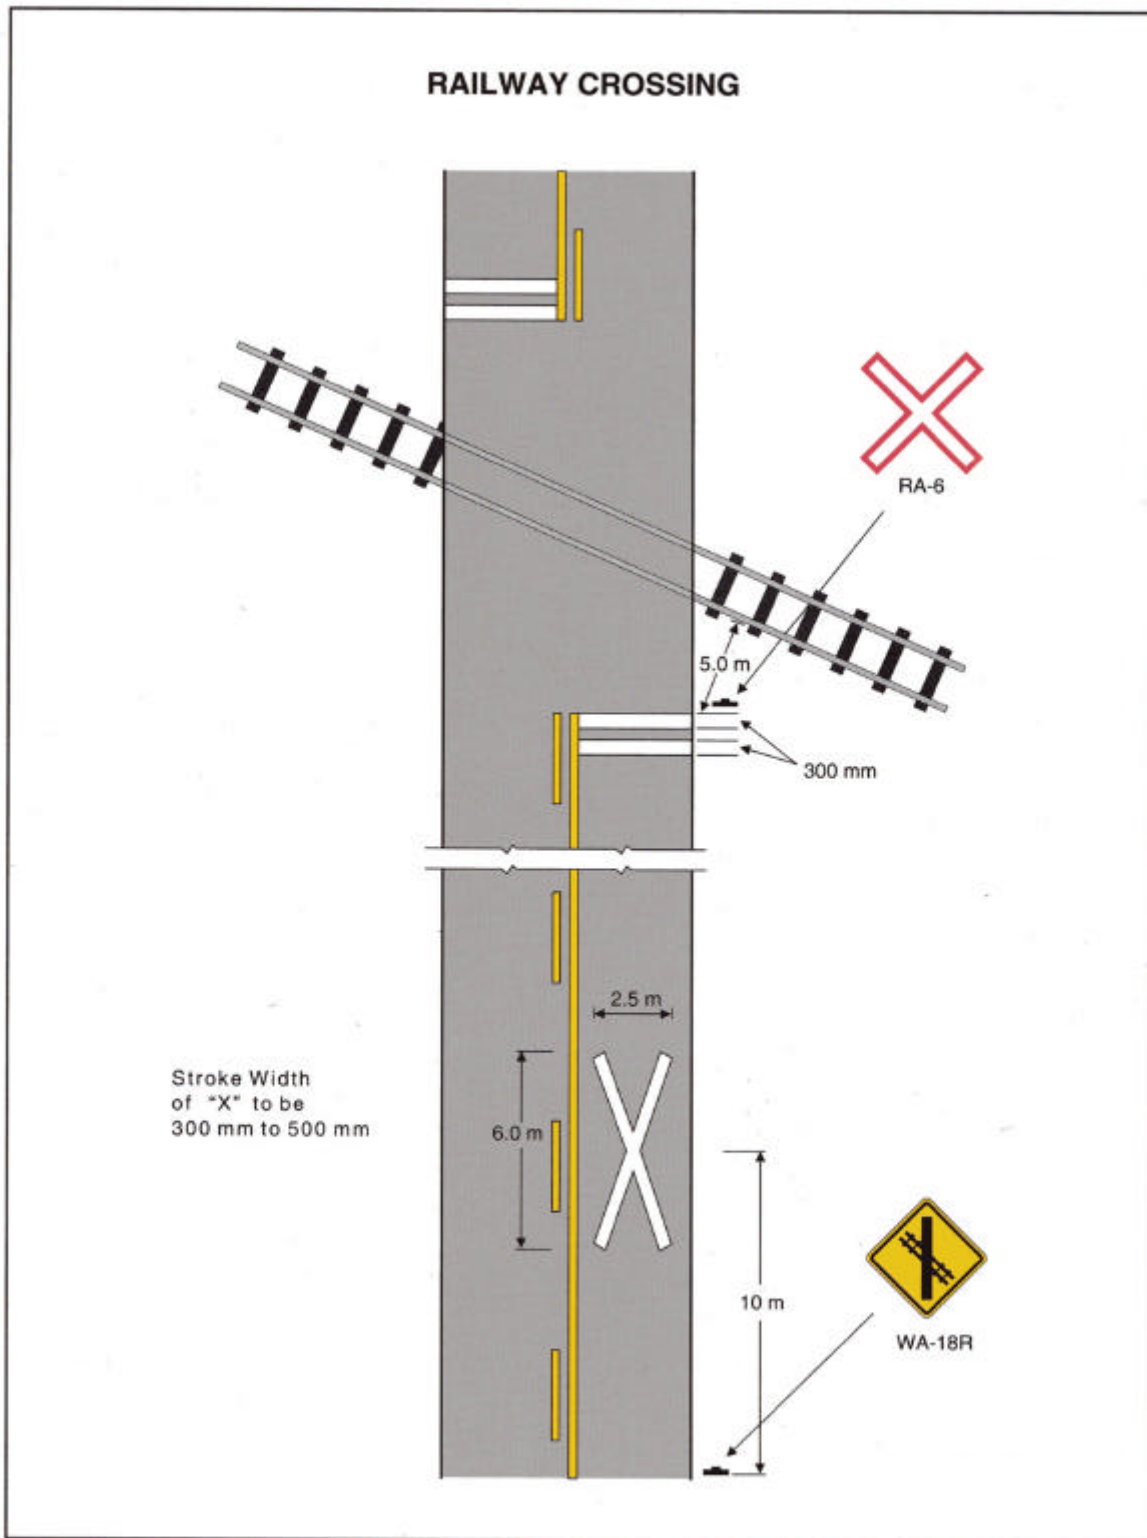 RAILWAY CROSSING
RA-6
5.0 m
300 mm
2.5 m
Stroke Width
of "X" to be
300 mm to 500 mm
6.0 m
10 m
WA-18R